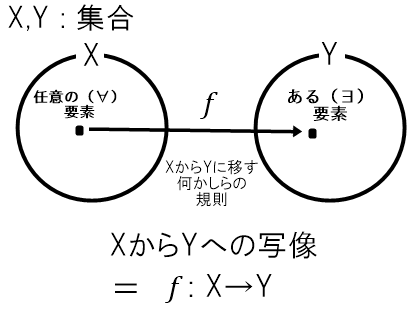 X,Y : 集合
X
Y
任意の（∀）
要素
f
ある（∃）
要素
XからYに移す
何かしらの
規則
XからYへの写像
= f : X→Y